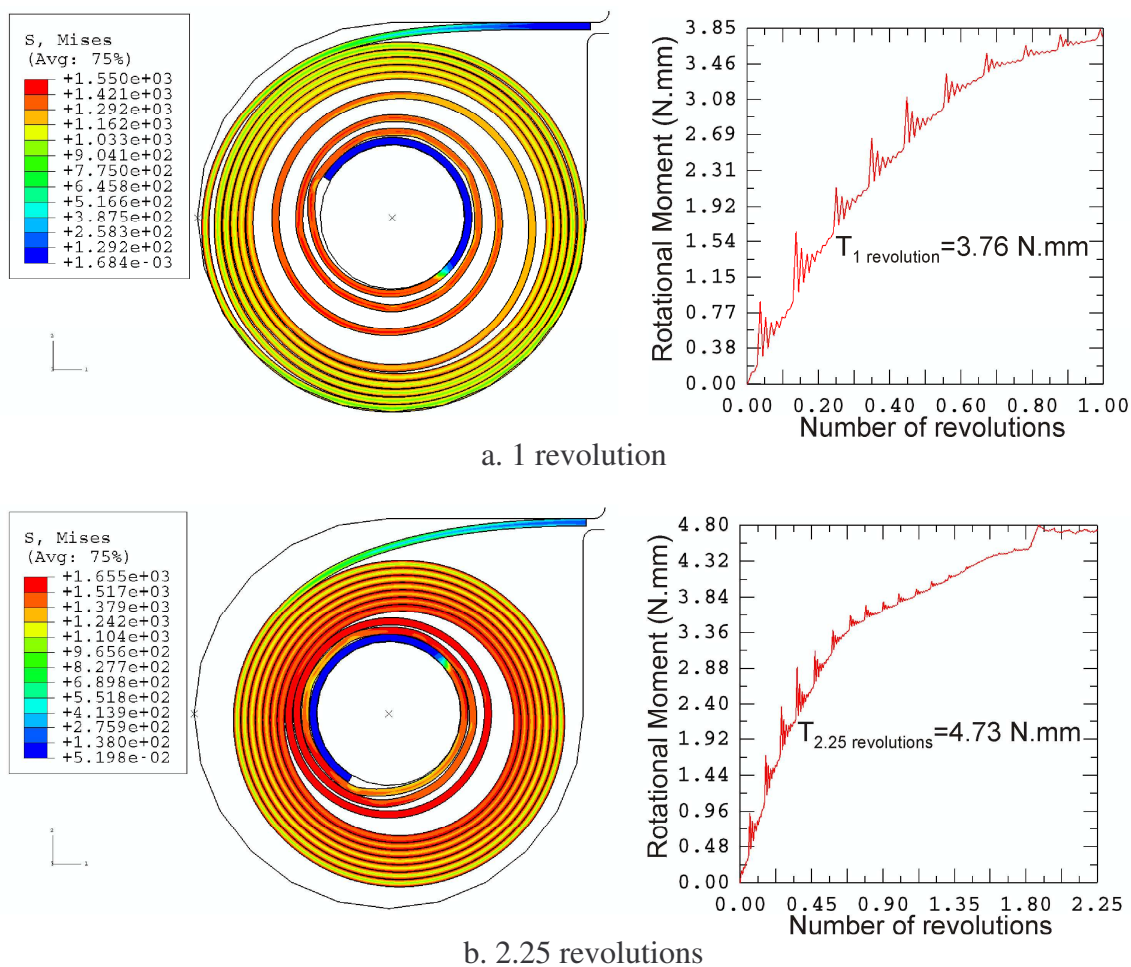 S, Mises
(Avg: 75%)
+1.550e+03
+1.421e+03
+1.292e+03
+1.162e+03
+1.033e+03
+9.041e+02
+7.750e+02
+6.458e+02
+5.166e+02
+3.875e+02
+2.583e+02
+1.292e+02
+1.684e-03
Rotational Moment (N.mm)
3.85
3.46
3.08
2.69
2.31
1.92
1.54
1.15
0.77
0.38
0.00
T1 revolution=3.76 N.mm
0.00 0.20 0.40 0.60 0.80 1.00
Number of revolutions
a. 1 revolution
S, Mises
(Avg: 75%)
+1.655e+03
+1.517e+03
+1.379e+03
+1.242e+03
+1.104e+03
+9.656e+02
+8.277e+02
+6.898e+02
+5.518e+02
+4.139e+02
+2.759e+02
+1.380e+02
+5.198e-02
Rotational Moment (N.mm)
4.80
4.32
3.84
3.36
2.88
2.40
1.92
1.44
0.96
0.48
0.00
T2.25 revolutions=4.73 N.mm
0.00 0.45 0.90 1.35 1.80 2.25
Number of revolutions
b. 2.25 revolutions